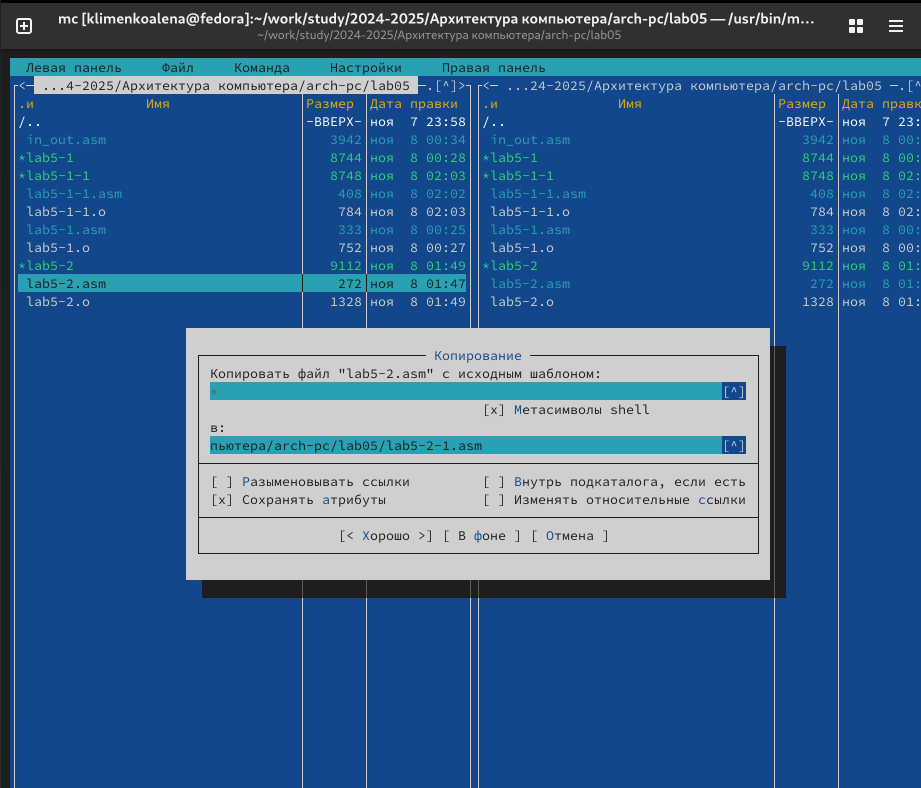 mc [klimenkoalena@fedora]:~/work/study/2024-2025/Архитектура компьютера/arch-pc/lab05 — /usr/bin/m…
~/work/study/2024-2025/Архитектура компьютера/arch-pc/lab05
Левая панель Файл Команда Настройки Правая панель
<— ...4-2025/Архитектура компьютера/arch-pc/lab05 —.[^]> <— ...24-2025/Архитектура компьютера/arch-pc/lab05 —.[^
.и Имя Размер Дата правки .и Имя Размер Дата правк
/.. -ВВЕРХ- ноя 7 23:58 /.. -ВВЕРХ- ноя 7 23:
in_out.asm 3942 ноя 8 00:34 in_out.asm 3942 ноя 8 00:
*lab5-1 8744 ноя 8 00:28 *lab5-1 8744 ноя 8 00:
*lab5-1-1 8748 ноя 8 02:03 *lab5-1-1 8748 ноя 8 02:
lab5-1-1.asm 408 ноя 8 02:02 lab5-1-1.asm 408 ноя 8 02:
lab5-1-1.o 784 ноя 8 02:03 lab5-1-1.o 784 ноя 8 02:
lab5-1.asm 333 ноя 8 00:25 lab5-1.asm 333 ноя 8 00:
lab5-1.o 752 ноя 8 00:27 lab5-1.o 752 ноя 8 00:
*lab5-2 9112 ноя 8 01:49 *lab5-2 9112 ноя 8 01:
lab5-2.asm 272 ноя 8 01:47 lab5-2.asm 272 ноя 8 01:
lab5-2.o 1328 ноя 8 01:49 lab5-2.o 1328 ноя 8 01:
Копирование
Копировать файл "lab5-2.asm" с исходным шаблоном:
* [^]
[x] Метасимволы shell
в:
пьютера/arch-pc/lab05/lab5-2-1.asm [^]
[ ] Разыменовывать ссылки [ ] Внутрь подкаталога, если есть
[x] Сохранять атрибуты [ ] Изменять относительные ссылки
[< Хорошо >] [ В фоне ] [ Отмена ]